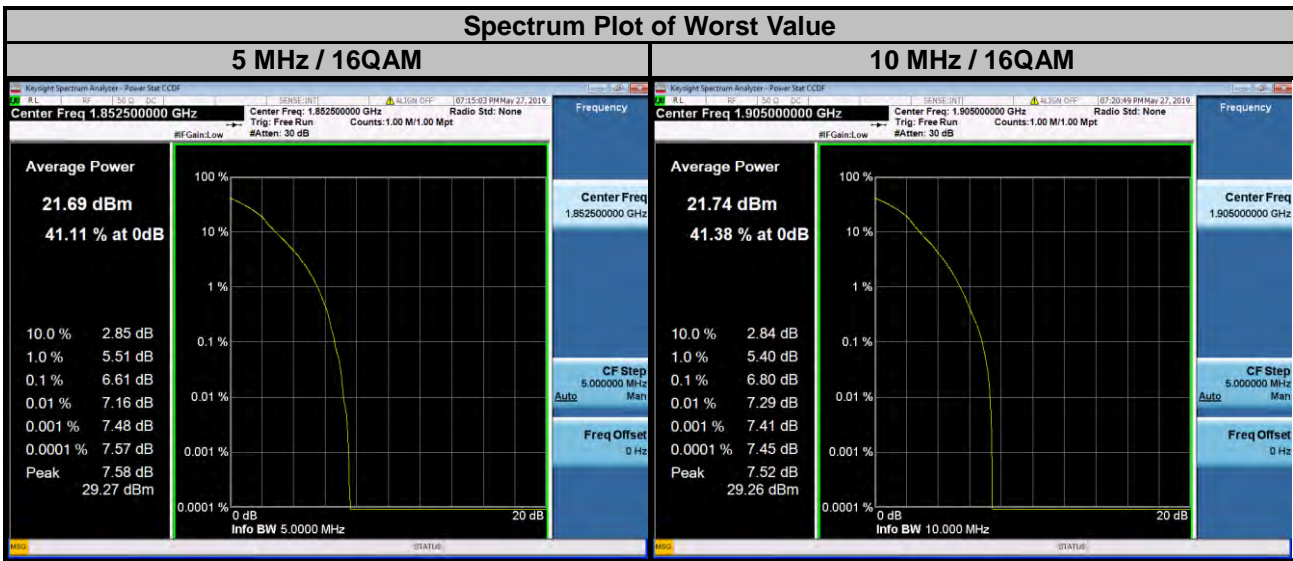 Spectrum Plot of Worst Value
5 MHz / 16QAM
Keysight Spectrum Analyzer - Power Stat CCDF
RL RF 50 Ω DC SENSE:INT ALIGN OFF 07:15:03 PM May 27, 2019
Center Freq 1.852500000 GHz
Center Freq: 1.852500000 GHz Radio Std: None
Trig: Free Run Counts:1.00 M/1.00 Mpt
#IFGain:Low #Atten: 30 dB
Frequency
Average Power
21.69 dBm
41.11 % at 0dB
10.0 % 2.85 dB
1.0 % 5.51 dB
0.1 % 6.61 dB
0.01 % 7.16 dB
0.001 % 7.48 dB
0.0001 % 7.57 dB
Peak 7.58 dB
29.27 dBm
100 %
10 %
1 %
0.1 %
0.01 %
0.001 %
0.0001 %
0 dB 20 dB
Info BW 5.0000 MHz
Center Freq
1.852500000 GHz
CF Step
5.000000 MHz
Auto Man
Freq Offset
0 Hz
MSG STATUS
10 MHz / 16QAM
Keysight Spectrum Analyzer - Power Stat CCDF
RL RF 50 Ω DC SENSE:INT ALIGN OFF 07:20:49 PM May 27, 2019
Center Freq 1.905000000 GHz
Center Freq: 1.905000000 GHz Radio Std: None
Trig: Free Run Counts:1.00 M/1.00 Mpt
#IFGain:Low #Atten: 30 dB
Frequency
Average Power
21.74 dBm
41.38 % at 0dB
10.0 % 2.84 dB
1.0 % 5.40 dB
0.1 % 6.80 dB
0.01 % 7.29 dB
0.001 % 7.41 dB
0.0001 % 7.45 dB
Peak 7.52 dB
29.26 dBm
100 %
10 %
1 %
0.1 %
0.01 %
0.001 %
0.0001 %
0 dB 20 dB
Info BW 10.000 MHz
Center Freq
1.905000000 GHz
CF Step
5.000000 MHz
Auto Man
Freq Offset
0 Hz
MSG STATUS